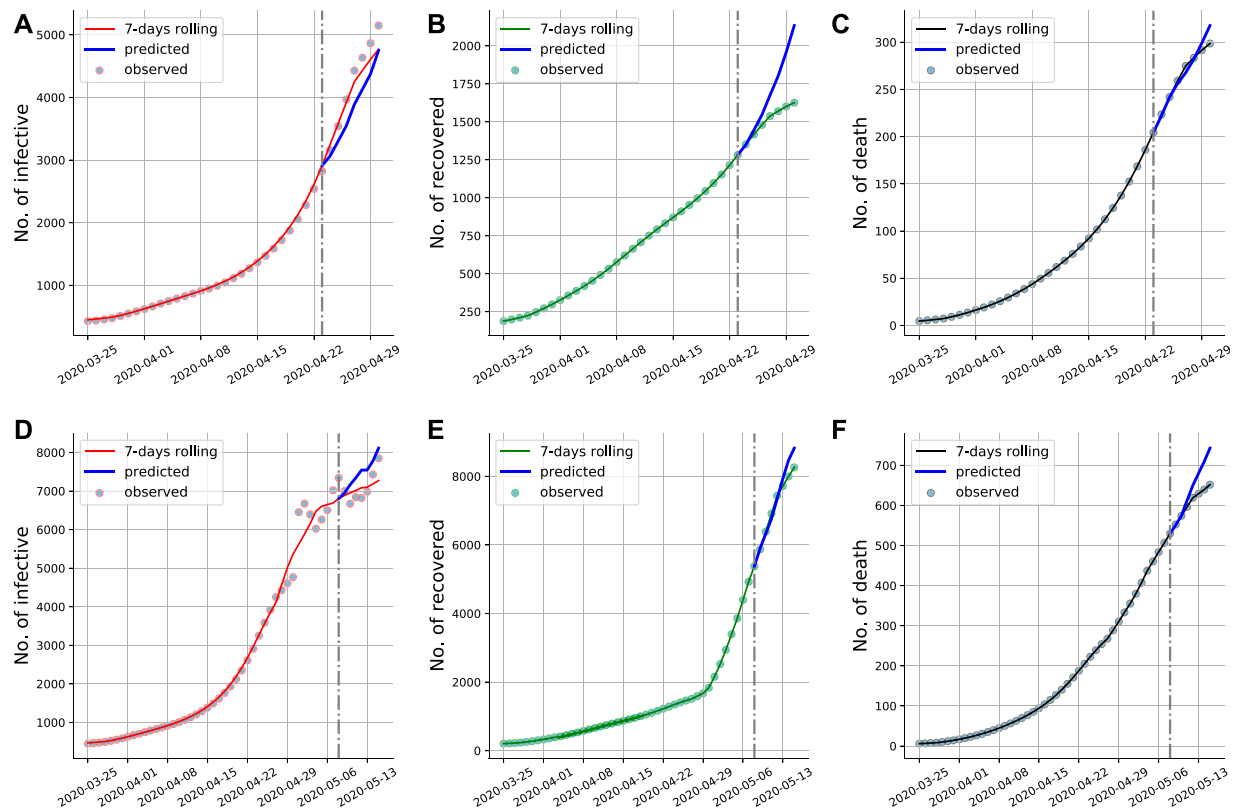 A
No. of infective
7-days rolling
predicted
observed
5000
4000
3000
2000
1000
2020-03-25
2020-04-01
2020-04-08
2020-04-15
2020-04-22
2020-04-29
B
No. of recovered
7-days rolling
predicted
observed
2000
1750
1500
1250
1000
750
500
250
2020-03-25
2020-04-01
2020-04-08
2020-04-15
2020-04-22
2020-04-29
C
No. of death
7-days rolling
predicted
observed
300
250
200
150
100
50
0
2020-03-25
2020-04-01
2020-04-08
2020-04-15
2020-04-22
2020-04-29
D
No. of infective
7-days rolling
predicted
observed
8000
7000
6000
5000
4000
3000
2000
1000
2020-03-25
2020-04-01
2020-04-08
2020-04-15
2020-04-22
2020-04-29
2020-05-06
2020-05-13
E
No. of recovered
7-days rolling
predicted
observed
8000
6000
4000
2000
0
2020-03-25
2020-04-01
2020-04-08
2020-04-15
2020-04-22
2020-04-29
2020-05-06
2020-05-13
F
No. of death
7-days rolling
predicted
observed
700
600
500
400
300
200
100
0
2020-03-25
2020-04-01
2020-04-08
2020-04-15
2020-04-22
2020-04-29
2020-05-06
2020-05-13